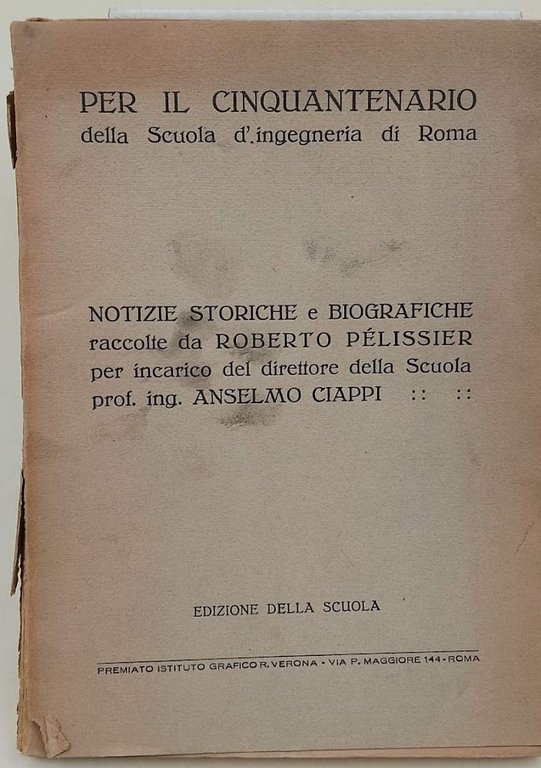 PER IL CINQUANTENARIO
della Scuola d'ingegneria di Roma
NOTIZIE STORICHE e BIOGRAFICHE
raccolte da ROBERTO PÉLISSIER
per incarico del direttore della Scuola
prof. ing. ANSELMO CIAPPI :: ::
EDIZIONE DELLA SCUOLA
PREMIATO ISTITUTO GRAFICO R. VERONA - VIA P. MAGGIORE 144 - ROMA